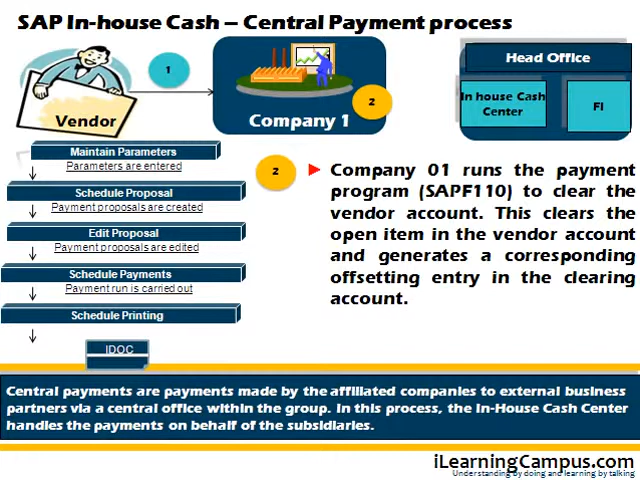 SAP In-house Cash – Central Payment process
1
Vendor
2
Company 1
Head Office
In house Cash
Center
FI
Maintain Parameters
Parameters are entered
Schedule Proposal
Payment proposals are created
Edit Proposal
Payment proposals are edited
Schedule Payments
Payment run is carried out
Schedule Printing
IDOC
2
Company 01 runs the payment
program (SAPF110) to clear the
vendor account. This clears the
open item in the vendor account
and generates a corresponding
offsetting entry in the clearing
account.
Central payments are payments made by the affiliated companies to external business
partners via a central office within the group. In this process, the In-House Cash Center
handles the payments on behalf of the subsidiaries.
iLearningCampus.com
Understanding by doing and learning by talking